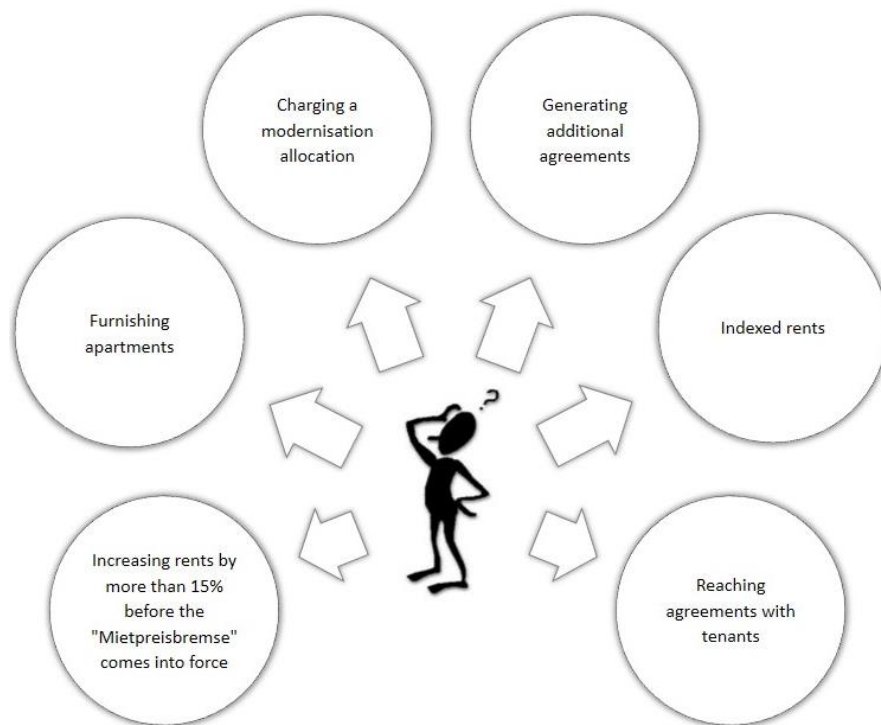 Charging a
modernisation
allocation
Generating
additional
agreements
Furnishing
apartments
Indexed rents
?
Increasing rents by
more than 15%
before the
"Mietpreisbremse"
comes into force
Reaching
agreements with
tenants